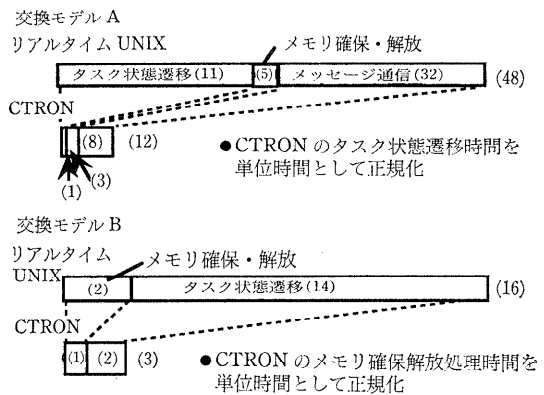 交換モデル A
リアルタイム UNIX
メモリ確保・解放
タスク状態遷移(11)
(5)
メッセージ通信(32)
(48)
CTRON
(8)
(12)
(1)
(3)
●CTRON のタスク状態遷移時間を
単位時間として正規化
交換モデル B
リアルタイム
UNIX
メモリ確保・解放
(2)
タスク状態遷移(14)
(16)
CTRON
(1)
(2)
(3)
●CTRON のメモリ確保解放処理時間を
単位時間として正規化